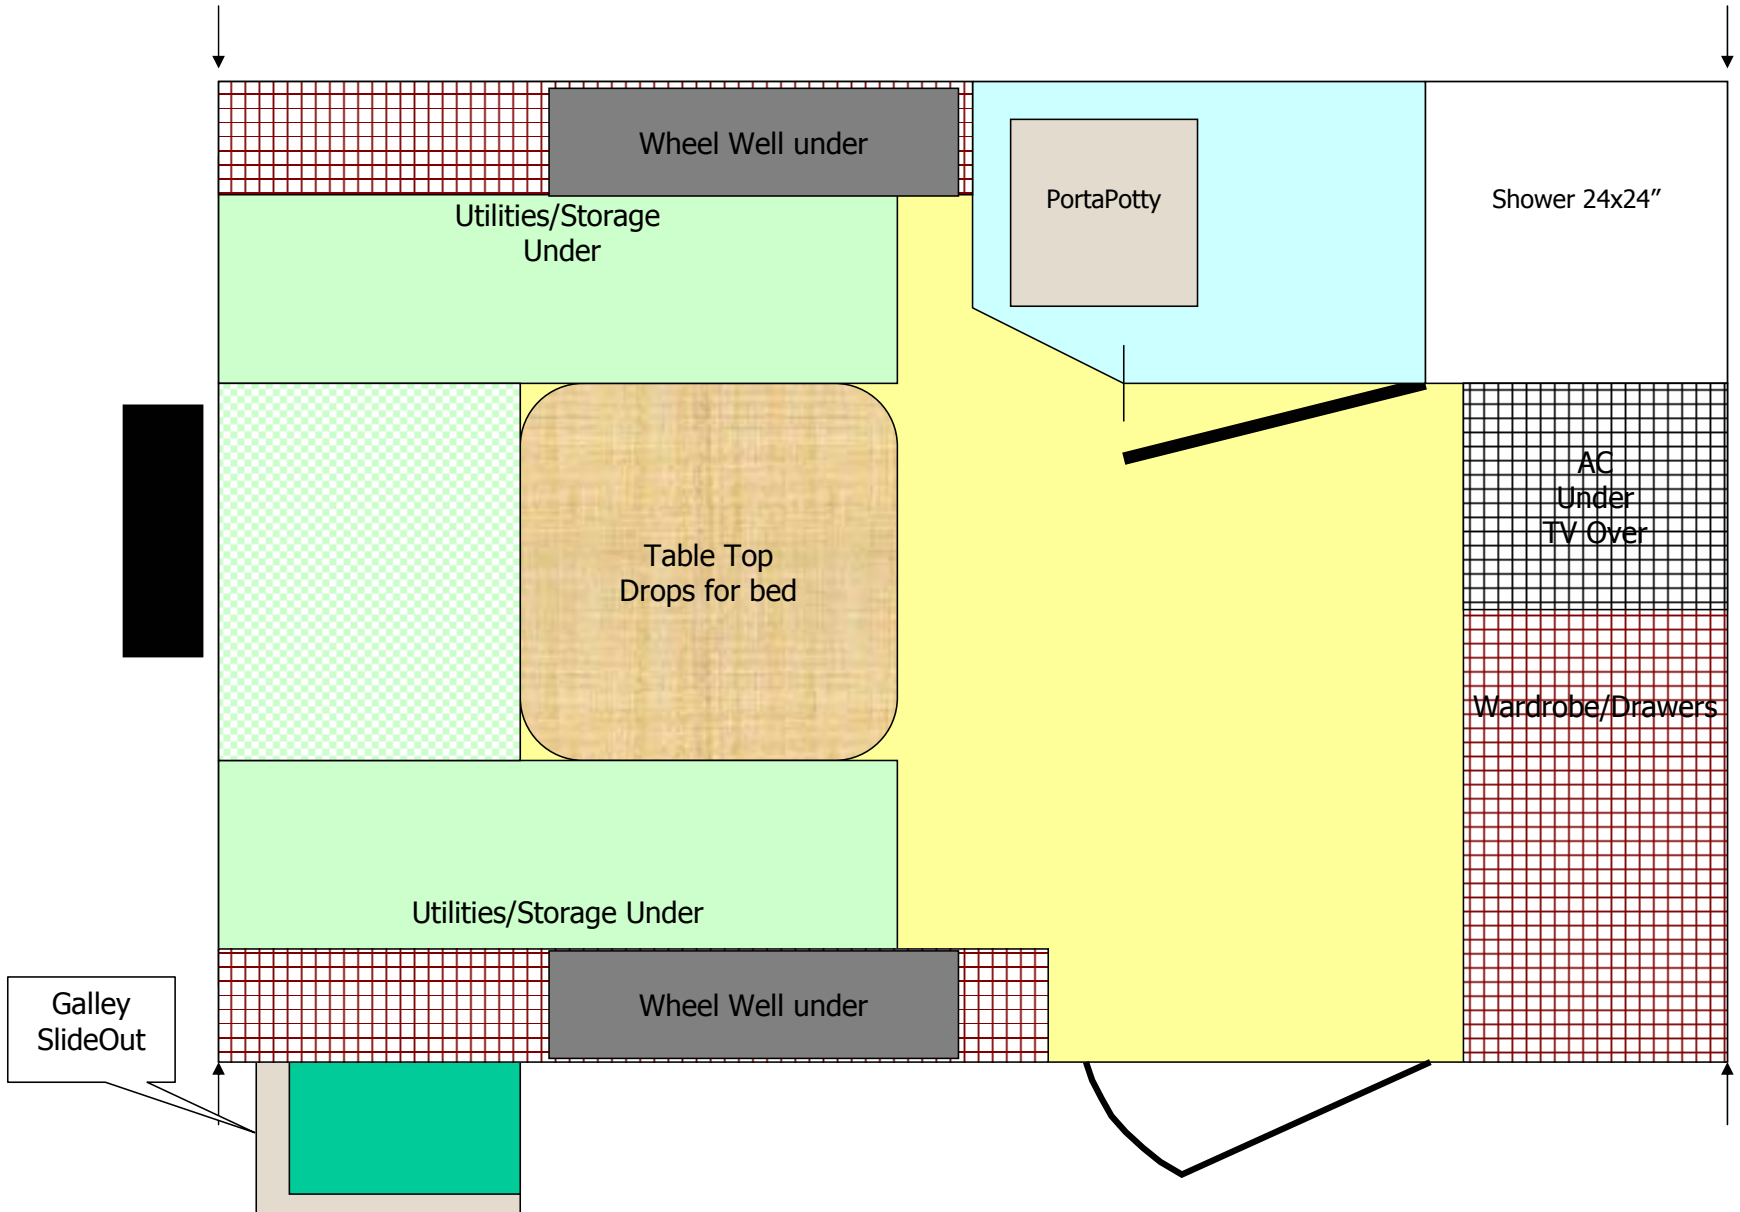 Wheel Well under
Utilities/Storage
Under
PortaPotty
Shower 24x24”
AC
Under
TV Over
Table Top
Drops for bed
Wardrobe/Drawers
Utilities/Storage Under
Galley
SlideOut
Wheel Well under